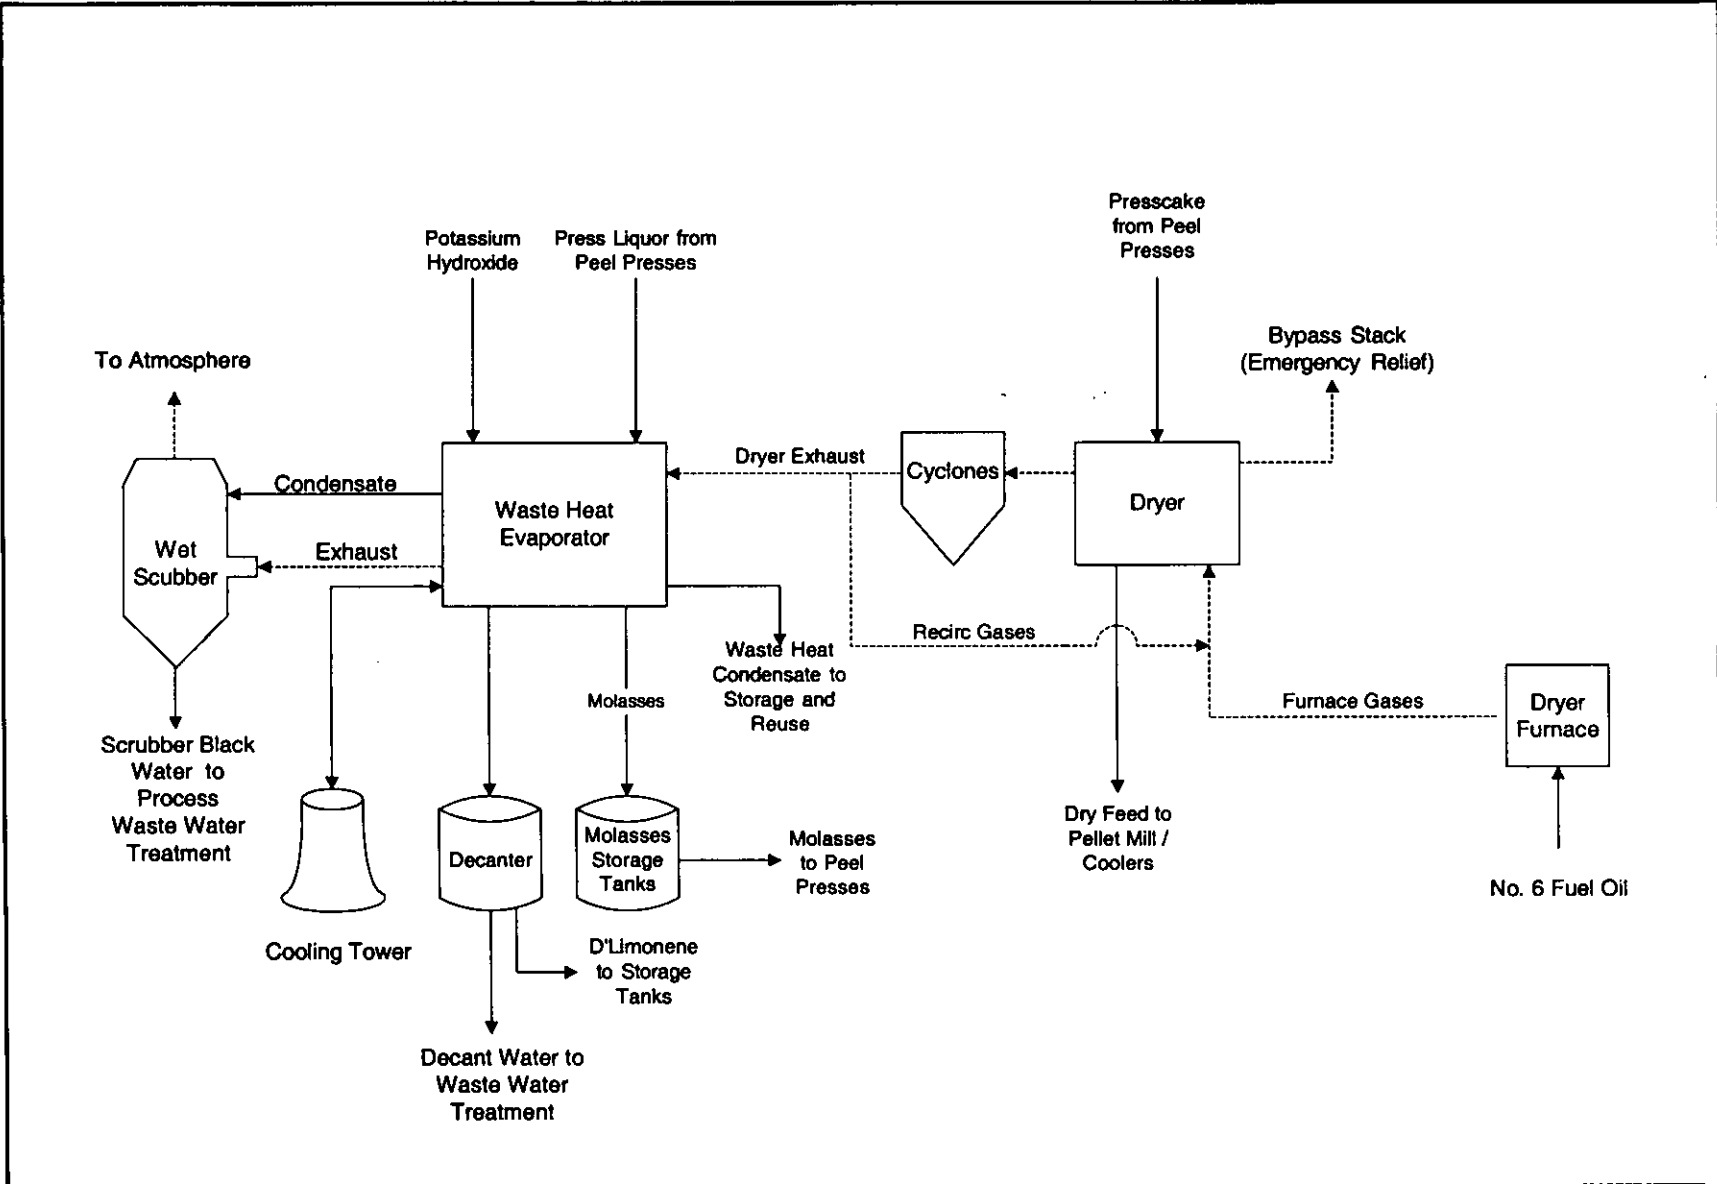 Presscake
from Peel
Presses
Potassium
Hydroxide
Press Liquor from
Peel Presses
Bypass Stack
(Emergency Relief)
To Atmosphere
Dryer Exhaust
Cyclones
Dryer
Condensate
Waste Heat
Evaporator
Wet
Scubber
Exhaust
Recirc Gases
Waste Heat
Condensate to
Storage and
Reuse
Molasses
Furnace Gases
Dryer
Furnace
Scrubber Black
Water to
Process
Waste Water
Treatment
Dry Feed to
Pellet Mill /
Coolers
Decanter
Molasses
Storage
Tanks
Molasses
to Peel
Presses
No. 6 Fuel Oil
Cooling Tower
D'Limonene
to Storage
Tanks
Decant Water to
Waste Water
Treatment